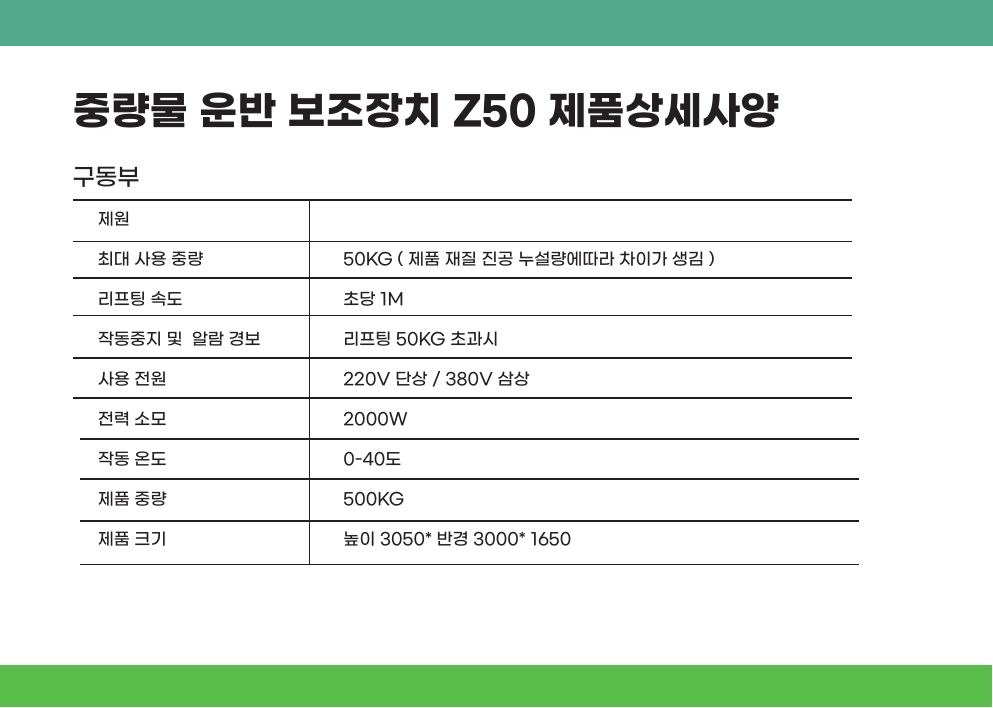 중량물 운반 보조장치 Z50 제품상세사양
구동부
제원
최대 사용 중량 50KG ( 제품 재질 진공 누설량에따라 차이가 생김 )
리프팅 속도 초당 1M
작동중지 및 알람 경보 리프팅 50KG 초과시
사용 전원 220V 단상 / 380V 삼상
전력 소모 2000W
작동 온도 0-40도
제품 중량 500KG
제품 크기 높이 3050* 반경 3000* 1650